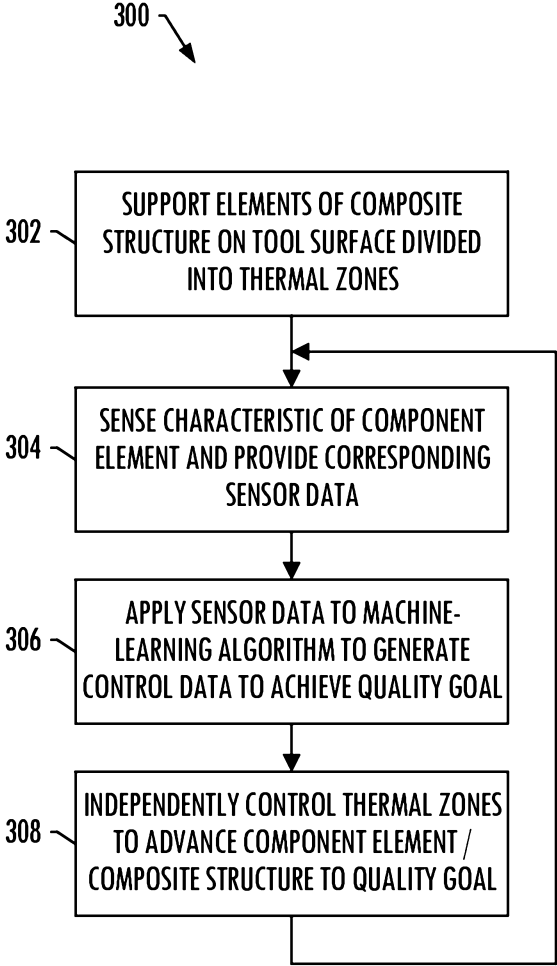 300
302
SUPPORT ELEMENTS OF COMPOSITE
STRUCTURE ON TOOL SURFACE DIVIDED
INTO THERMAL ZONES
304
SENSE CHARACTERISTIC OF COMPONENT
ELEMENT AND PROVIDE CORRESPONDING
SENSOR DATA
306
APPLY SENSOR DATA TO MACHINE-
LEARNING ALGORITHM TO GENERATE
CONTROL DATA TO ACHIEVE QUALITY GOAL
308
INDEPENDENTLY CONTROL THERMAL ZONES
TO ADVANCE COMPONENT ELEMENT /
COMPOSITE STRUCTURE TO QUALITY GOAL